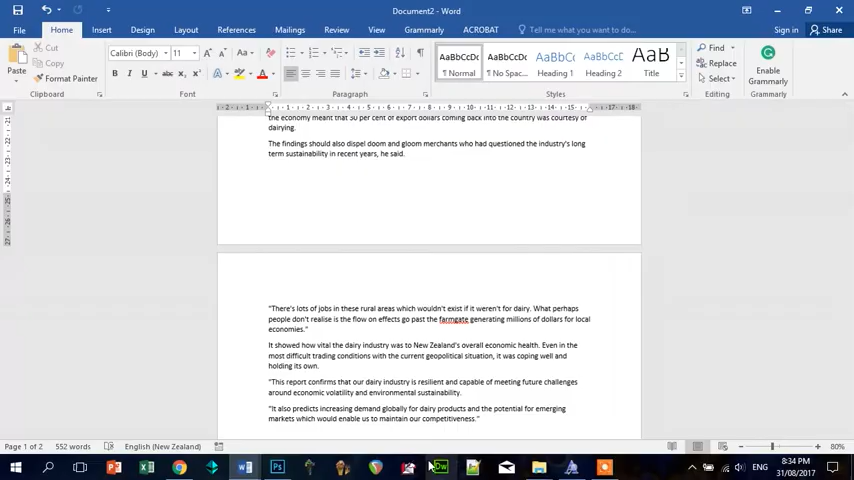 Document2 - Word
Sign in
Share
File Home Insert Design Layout References Mailings Review View Grammarly ACROBAT Tell me what you want to do...
Paste
Cut
Copy
Format Painter
Clipboard
Calibri (Body) 11
Font
Paragraph
AaBbCc AaBbCc AaBbC AaBbCc AaB
¶ Normal ¶ No Spac... Heading 1 Heading 2 Title
Styles
Find
Replace
Select
Editing
Enable
Grammarly
Grammarly
the economy meant that 30 per cent of export dollars coming back into the country was courtesy of
dairying.
The findings should also dispel doom and gloom merchants who had questioned the industry's long
term sustainability in recent years, he said.
"There's lots of jobs in these rural areas which wouldn't exist if it weren't for dairy. What perhaps
people don't realise is the flow on effects go past the farmgate generating millions of dollars for local
economies."
It showed how vital the dairy industry was to New Zealand's overall economic health. Even in the
most difficult trading conditions with the current geopolitical situation, it was coping well and
holding its own.
"This report confirms that our dairy industry is resilient and capable of meeting future challenges
around economic volatility and environmental sustainability.
"It also predicts increasing demand globally for dairy products and the potential for emerging
markets which would enable us to maintain our competitiveness."
Page 1 of 2 552 words English (New Zealand) 80%
ENG
8:34 PM
31/08/2017